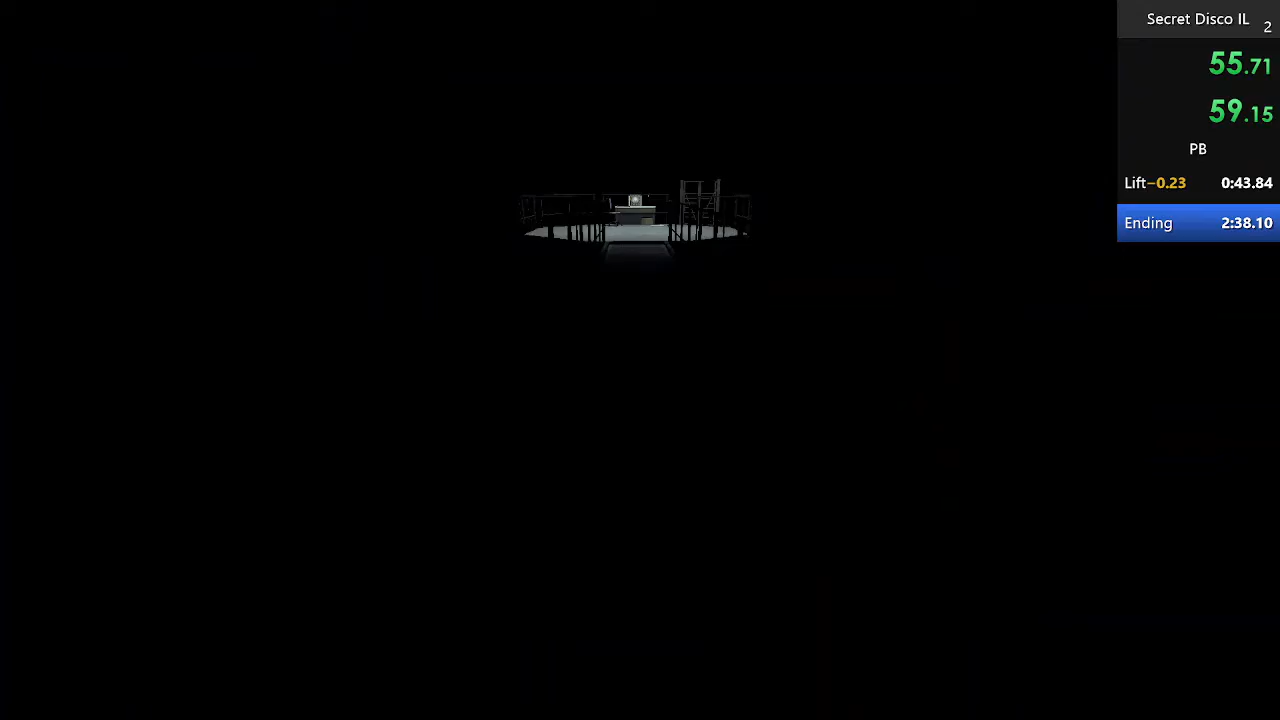 Secret Disco IL 2
55.71
59.15
PB
Lift −0.23 0:43.84
Ending 2:38.10